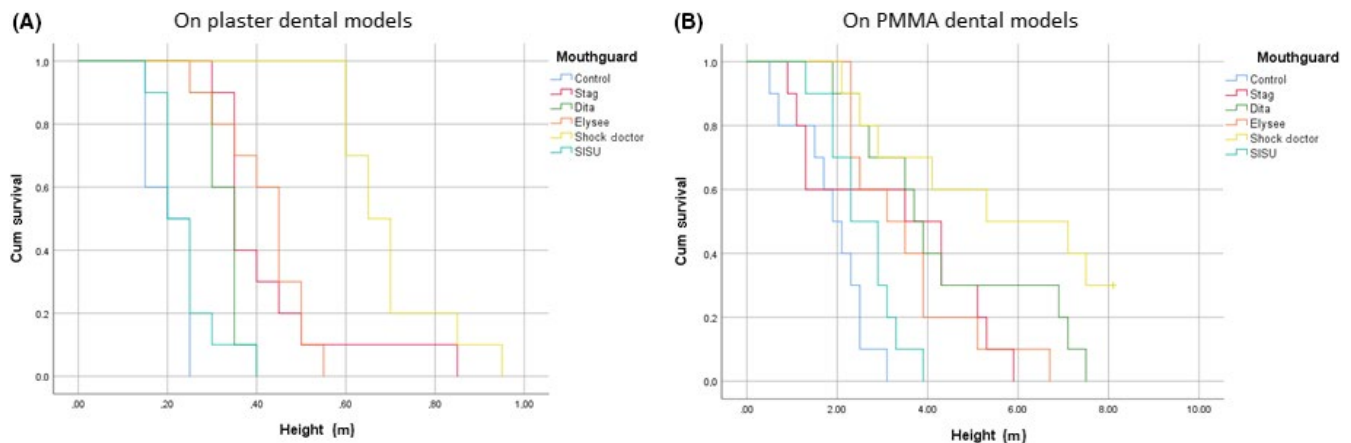 (A) On plaster dental models
Mouthguard
Control
Stag
Dita
Elysee
Shock doctor
SISU
Cum survival
1,0
0.8
0.6
0.4
0.2
0.0
.00 .20 .40 .60 .80 1.00
Height {m}
(B) On PMMA dental models
Mouthguard
Control
Stag
Dita
Elysee
Shock doctor
SISU
Cum survival
1,0
0.8
0.6
0.4
0.2
0,0
.00 2.00 4.00 6.00 8.00 10.00
Height {m}